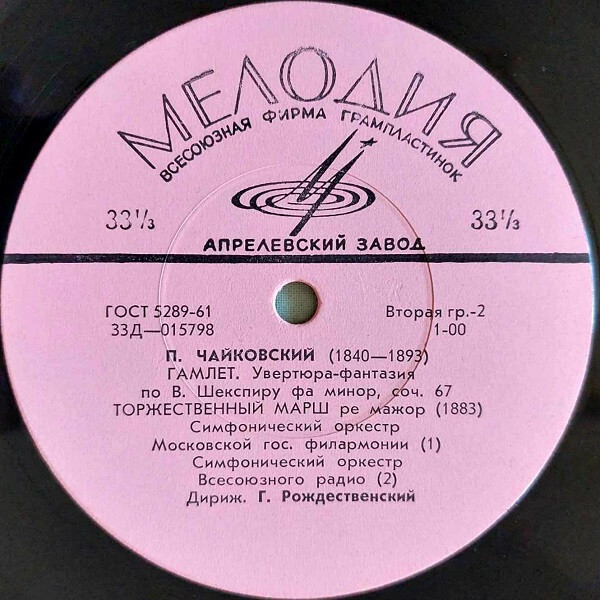 МЕЛОДИЯ
ВСЕСОЮЗНАЯ ФИРМА ГРАМПЛАСТИНОК
33⅓ 33⅓
АПРЕЛЕВСКИЙ ЗАВОД
ГОСТ 5289-61 Вторая гр.-2
33Д—015798 1-00
П. ЧАЙКОВСКИЙ (1840—1893)
ГАМЛЕТ. Увертюра-фантазия
по В. Шекспиру фа минор, соч. 67
ТОРЖЕСТВЕННЫЙ МАРШ ре мажор (1883)
Симфонический оркестр
Московской гос. филармонии (1)
Симфонический оркестр
Всесоюзного радио (2)
Дириж. Г. Рождественский